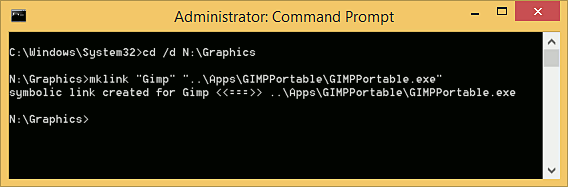 Administrator: Command Prompt
C:\Windows\System32>cd /d N:\Graphics
N:\Graphics>mklink "Gimp" "..\Apps\GIMPPortable\GIMPPortable.exe"
symbolic link created for Gimp <<===>> ..\Apps\GIMPPortable\GIMPPortable.exe
N:\Graphics>